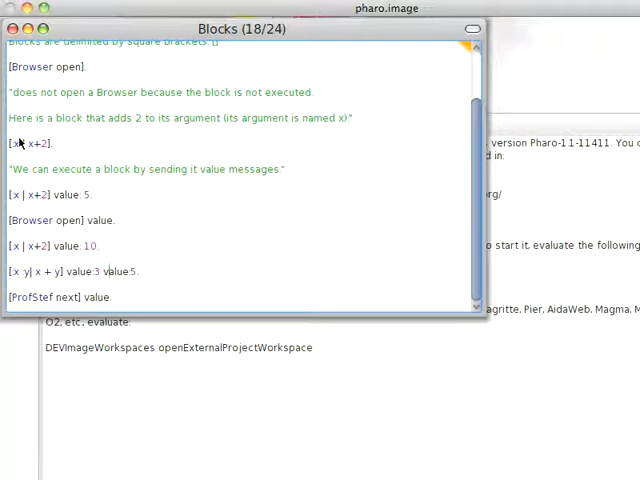 pharo.image
Blocks (18/24)
Blocks are delimited by square brackets: []
[Browser open].
"does not open a Browser because the block is not executed.
Here is a block that adds 2 to its argument (its argument is named x):"
x+2].
"We can execute a block by sending it value messages."
[x | x+2] value: 5.
[Browser open] value.
[x | x+2] value: 10.
[x :y| x + y] value:3 value:5.
[ProfStef next] value.
version Pharo-1.1-11411. You c
d in:
org/
o start it, evaluate the following
agritte, Pier, AidaWeb, Magma, M
O2, etc, evaluate:
DEVImageWorkspaces openExternalProjectWorkspace